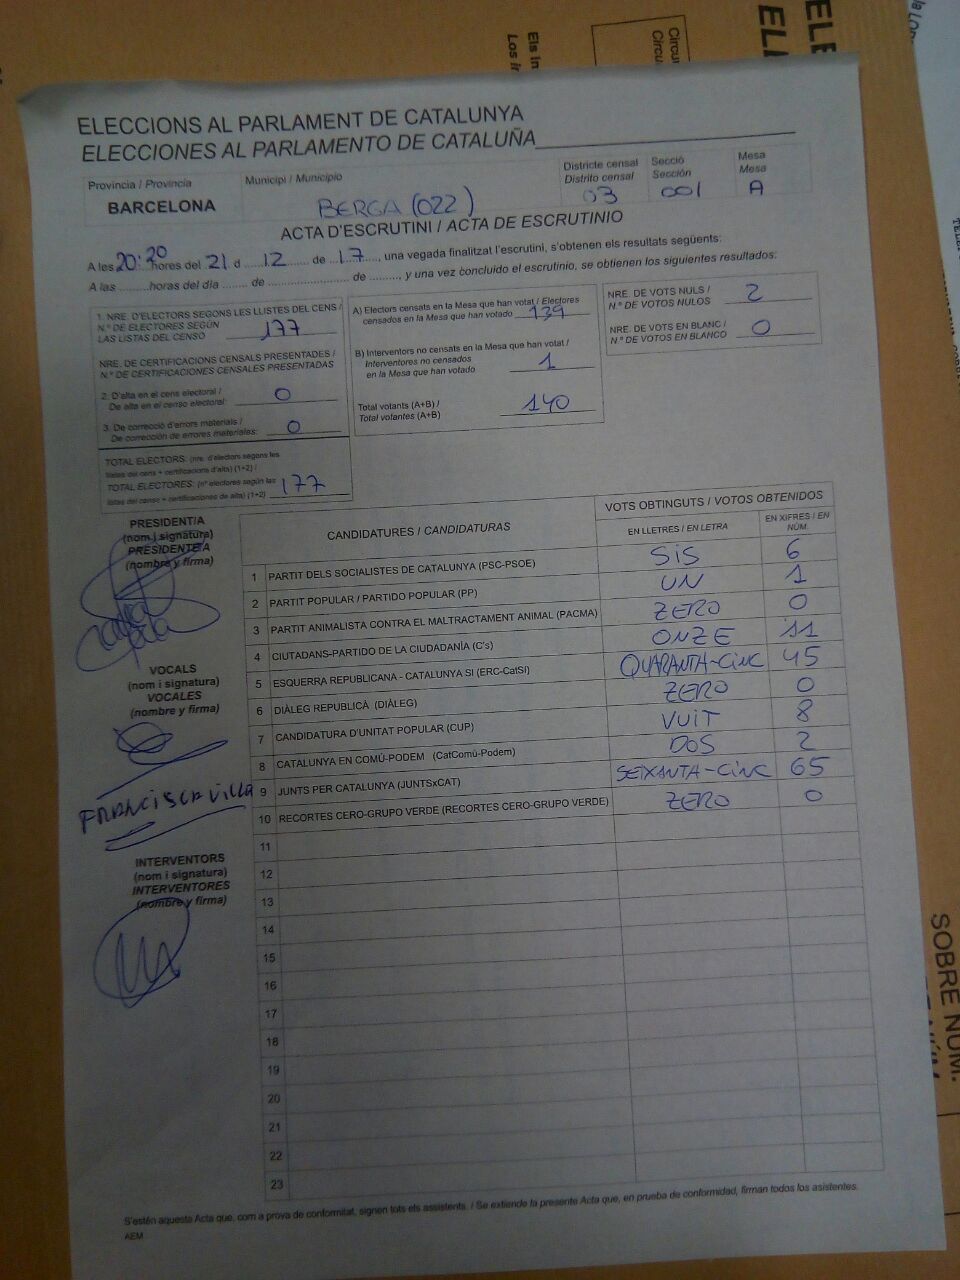 ELE
ELE
Els in
Los in
Circu
Circu
ELECCIONS AL PARLAMENT DE CATALUNYA
ELECCIONES AL PARLAMENTO DE CATALUÑA
Provincia / Provincia
BARCELONA
Municipi / Municipio
BERGA (022)
Districte censal
Distrito censal
03
Secció
Sección
001
Mesa
Mesa
A
ACTA D'ESCRUTINI / ACTA DE ESCRUTINIO
A les 20:20 hores del 21 d 12 de 17, una vegada finalitzat l'escrutini, s'obtenen els resultats següents:
A las .........horas del día ........ de ..................... de ........., y una vez concluido el escrutinio, se obtienen los siguientes resultados:
1. NRE. D'ELECTORS SEGONS LES LLISTES DEL CENS /
N.º DE ELECTORES SEGÚN
LAS LISTAS DEL CENSO 177
NRE. DE CERTIFICACIONS CENSALS PRESENTADES /
N.º DE CERTIFICACIONES CENSALES PRESENTADAS
2. D'alta en el cens electoral /
De alta en el censo electoral: 0
3. De correcció d'errors materials /
De corrección de errores materiales: 0
TOTAL ELECTORS: (nre. d'electors segons les
llistes del cens + certificacions d'alta) (1+2) /
TOTAL ELECTORES: (nº electores según las
listas del censo + certificaciones de alta) (1+2) 177
A) Electors censats en la Mesa que han votat / Electores
censados en la Mesa que han votado 139
B) Interventors no censats en la Mesa que han votat /
Interventores no censados
en la Mesa que han votado 1
Total votants (A+B) /
Total votantes (A+B) 140
NRE. DE VOTS NULS /
N.º DE VOTOS NULOS 2
NRE. DE VOTS EN BLANC /
N.º DE VOTOS EN BLANCO 0
PRESIDENT/A
(nom i signatura)
PRESIDENTE/A
(nombre y firma)
VOCALS
(nom i signatura)
VOCALES
(nombre y firma)
FRANCISCA VILLA
INTERVENTORS
(nom i signatura)
INTERVENTORES
(nombre y firma)
CANDIDATURES / CANDIDATURAS
VOTS OBTINGUTS / VOTOS OBTENIDOS
EN LLETRES / EN LETRA
EN XIFRES / EN NÚM.
1 PARTIT DELS SOCIALISTES DE CATALUNYA (PSC-PSOE) SIS 6
2 PARTIT POPULAR / PARTIDO POPULAR (PP) UN 1
3 PARTIT ANIMALISTA CONTRA EL MALTRACTAMENT ANIMAL (PACMA) ZERO 0
4 CIUTADANS-PARTIDO DE LA CIUDADANÍA (C's) ONZE 11
5 ESQUERRA REPUBLICANA - CATALUNYA SI (ERC-CatSí) QUARANTA-CINC 45
6 DIÀLEG REPUBLICÀ (DIÀLEG) ZERO 0
7 CANDIDATURA D'UNITAT POPULAR (CUP) VUIT 8
8 CATALUNYA EN COMÚ-PODEM (CatComú-Podem) DOS 2
9 JUNTS PER CATALUNYA (JUNTSxCAT) SEIXANTA-CINC 65
10 RECORTES CERO-GRUPO VERDE (RECORTES CERO-GRUPO VERDE) ZERO 0
11
12
13
14
15
16
17
18
19
20
21
22
23
S'estén aquesta Acta que, com a prova de conformitat, signen tots els assistents. / Se extiende la presente Acta que, en prueba de conformidad, firman todos los asistentes.
AEM
SOBRE NÚM.